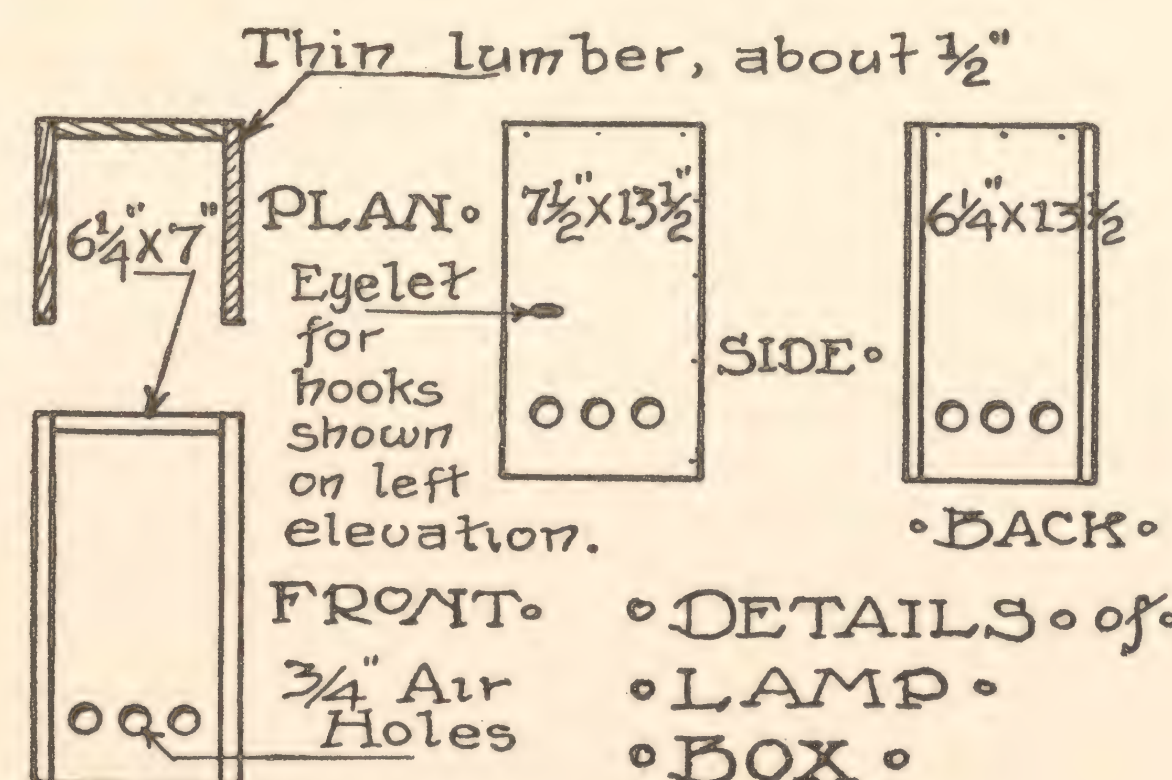 Thin lumber, about ½"
6¼"X7"
PLAN.
7½"X13½"
6¼"X13½
Eyelet
for
hooks
shown
on left
elevation.
SIDE.
.BACK.
FRONT.
¾" Air
Holes
.DETAILS.of.
.LAMP.
.BOX.